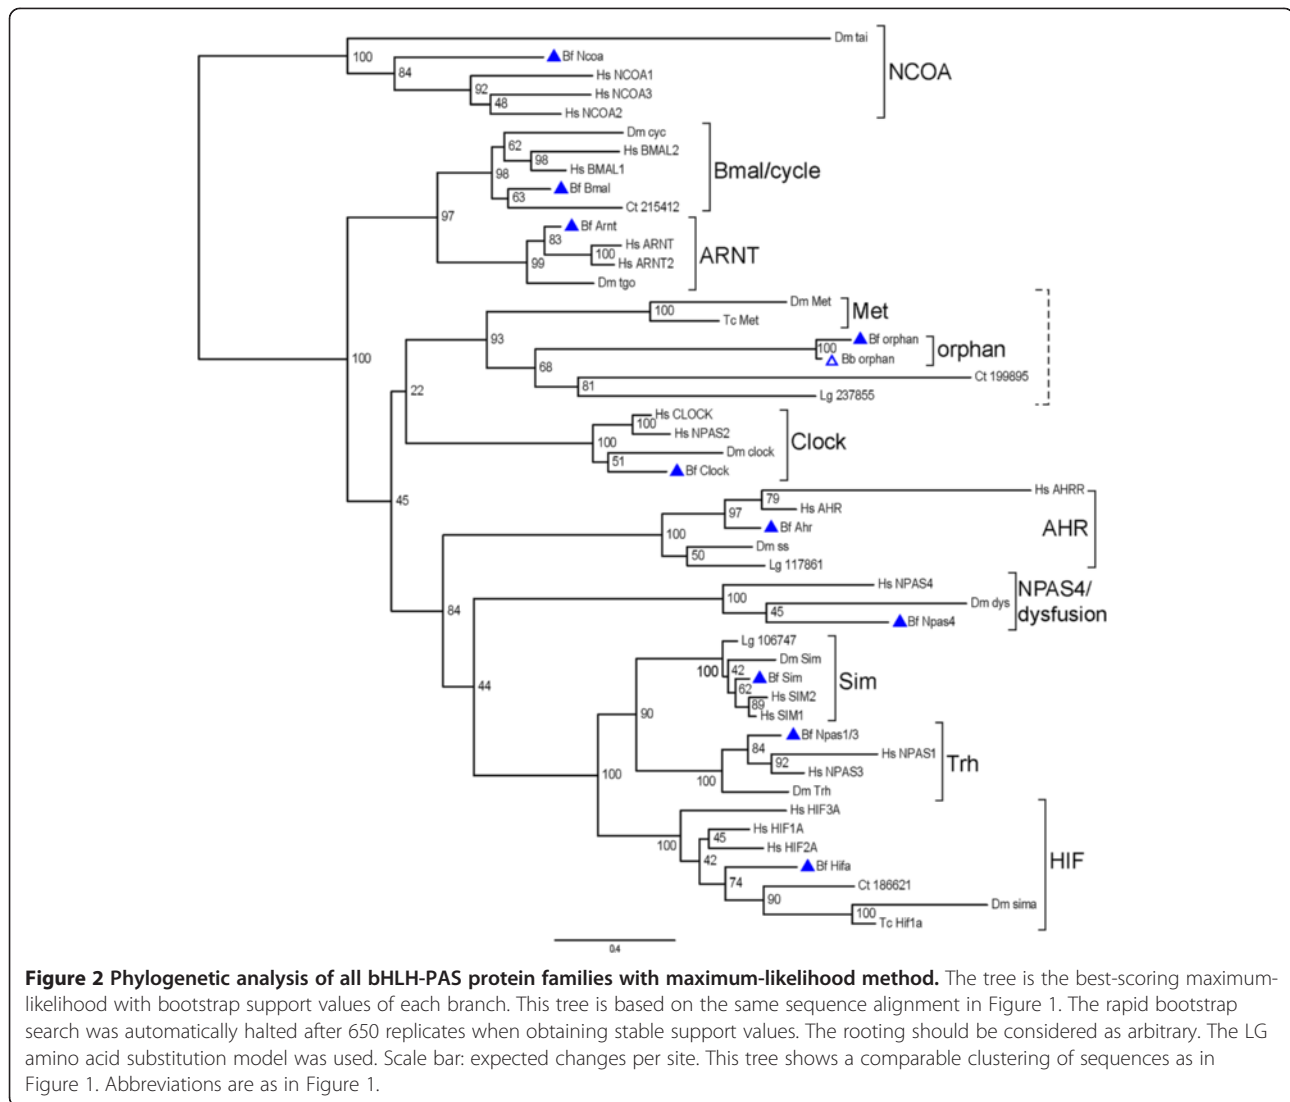 Dm tai
100
Bf Ncoa
NCOA
84
Hs NCOA1
92
Hs NCOA3
48
Hs NCOA2
Dm cyc
62
Hs BMAL2
98
Hs BMAL1
Bmal/cycle
98
Bf Bmal
63
Ct 215412
97
Bf Arnt
83
Hs ARNT
100
ARNT
99
Hs ARNT2
Dm tgo
Dm Met
100
Met
Tc Met
93
Bf orphan
100
orphan
Bb orphan
100
68
Ct 199895
81
22
Lg 237855
Hs CLOCK
100
Hs NPAS2
100
Clock
Dm clock
51
Bf Clock
45
Hs AHRR
79
Hs AHR
97
AHR
Bf Ahr
100
Dm ss
50
Lg 117861
Hs NPAS4
NPAS4/
dysfusion
100
Dm dys
45
84
Bf Npas4
Lg 106747
Dm Sim
100
42
Bf Sim
Sim
62
44
Hs SIM2
89
Hs SIM1
90
Bf Npas1/3
84
Hs NPAS1
92
Trh
Hs NPAS3
100
100
Dm Trh
Hs HIF3A
Hs HIF1A
45
100
Hs HIF2A
42
HIF
Bf Hifa
74
Ct 186621
90
Dm sima
100
Tc Hif1a
0.4
Figure 2 Phylogenetic analysis of all bHLH-PAS protein families with maximum-likelihood method. The tree is the best-scoring maximum-
likelihood with bootstrap support values of each branch. This tree is based on the same sequence alignment in Figure 1. The rapid bootstrap
search was automatically halted after 650 replicates when obtaining stable support values. The rooting should be considered as arbitrary. The LG
amino acid substitution model was used. Scale bar: expected changes per site. This tree shows a comparable clustering of sequences as in
Figure 1. Abbreviations are as in Figure 1.